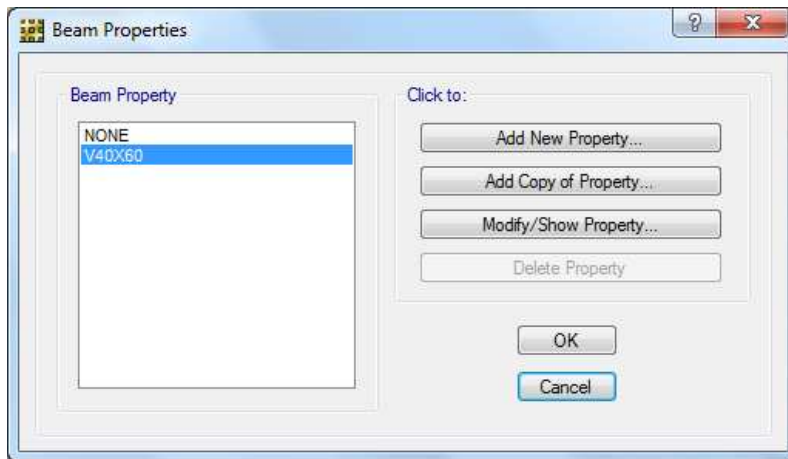 Beam Properties
Beam Property
NONE
V40X60
Click to:
Add New Property...
Add Copy of Property...
Modify/Show Property...
Delete Property
OK
Cancel